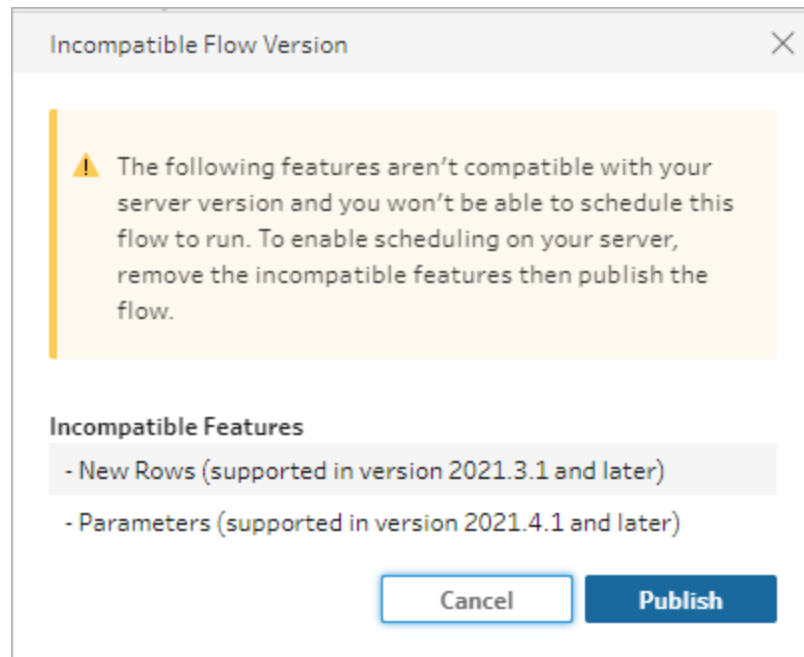 Incompatible Flow Version
The following features aren't compatible with your
server version and you won't be able to schedule this
flow to run. To enable scheduling on your server,
remove the incompatible features then publish the
flow.
Incompatible Features
- New Rows (supported in version 2021.3.1 and later)
- Parameters (supported in version 2021.4.1 and later)
Cancel
Publish